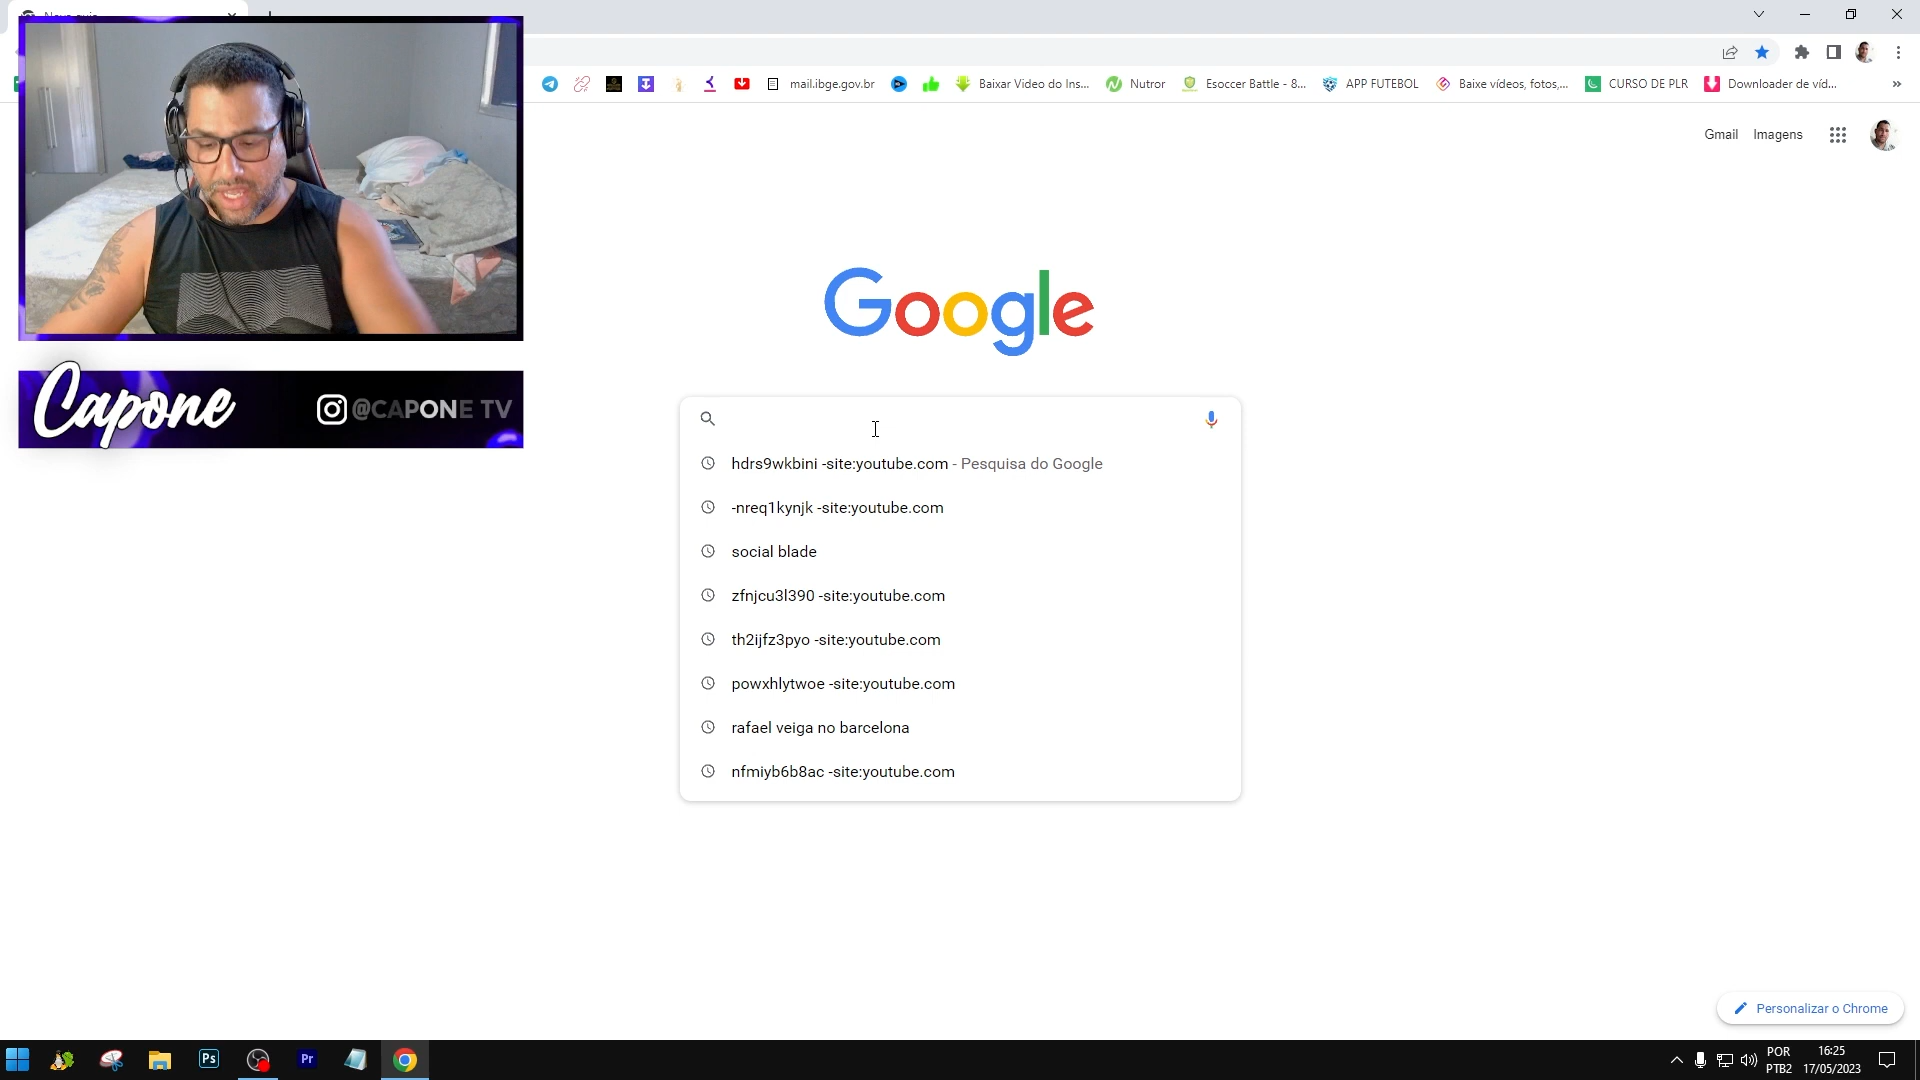 mail.ibge.gov.br
Baixar Video do Ins...
Nutror
Esoccer Battle - 8...
APP FUTEBOL
Baixe vídeos, fotos,...
CURSO DE PLR
Downloader de víd...
»
Gmail
Imagens
Capone
@CAPONE TV
Google
hdrs9wkbini -site:youtube.com - Pesquisa do Google
-nreq1kynjk -site:youtube.com
social blade
zfnjcu3l390 -site:youtube.com
th2ijfz3pyo -site:youtube.com
powxhlytwoe -site:youtube.com
rafael veiga no barcelona
nfmiyb6b8ac -site:youtube.com
Personalizar o Chrome
Ps
Pr
POR
PTB2
16:25
17/05/2023